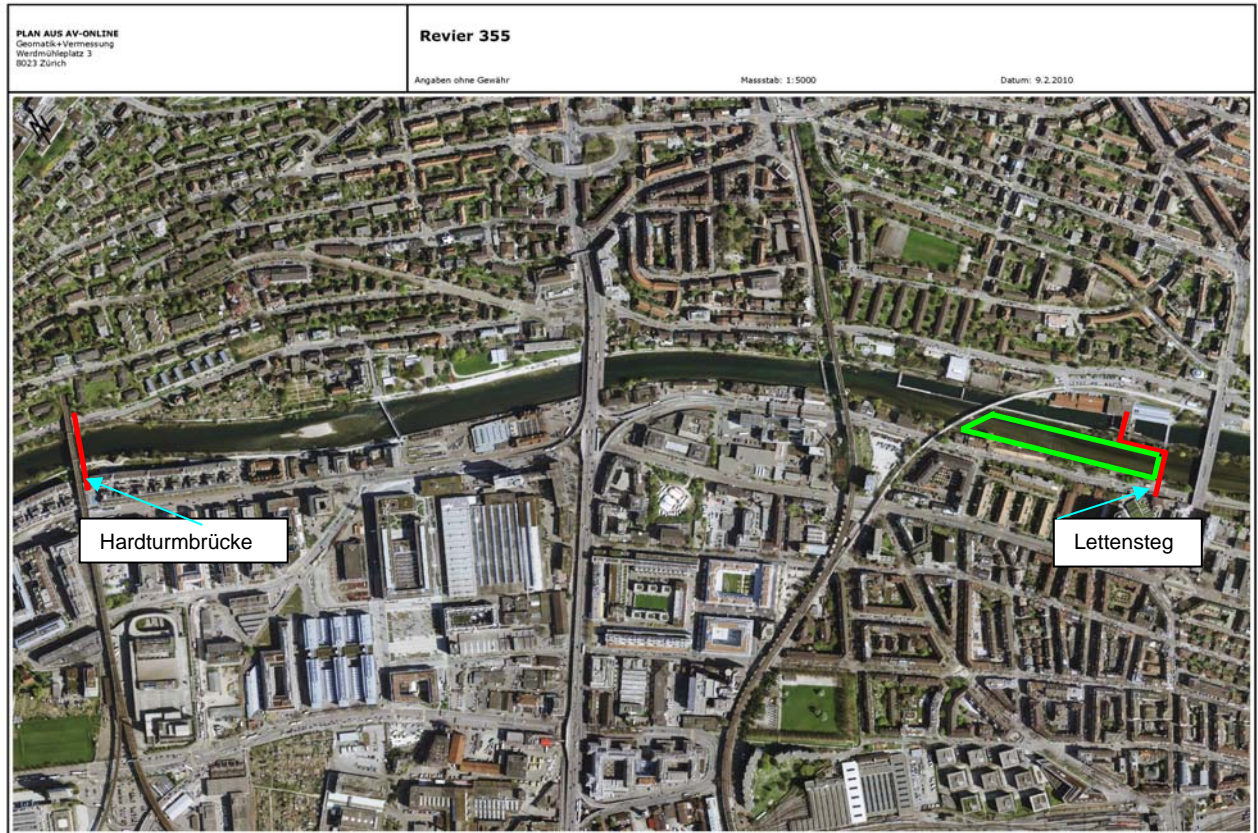 PLAN AUS AV-ONLINE
Geomatik+Vermessung
Werdmühleplatz 3
8023 Zürich
Revier 355
Angaben ohne Gewähr Massstab: 1:5000 Datum: 9.2.2010
N
Hardturmbrücke
Lettensteg